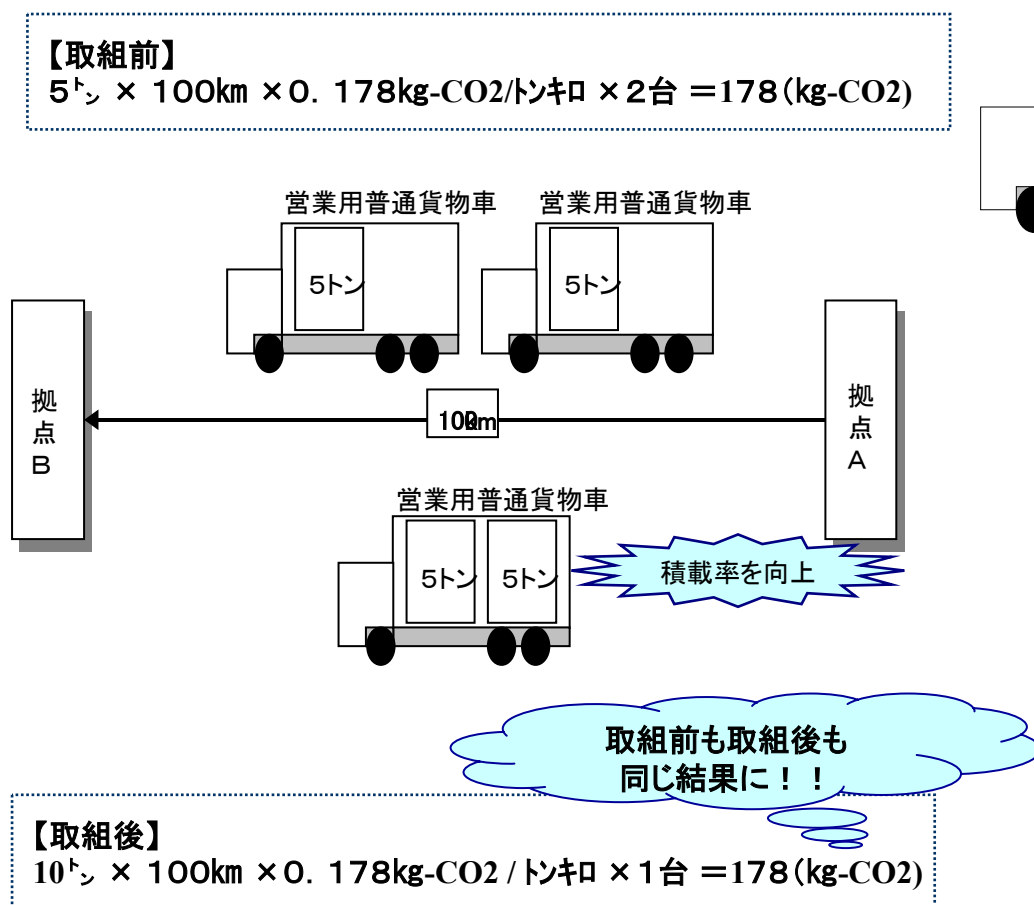 【取組前】
5㌧ × 100km ×0．178kg-CO2/トンキロ ×2台 ＝178（kg-CO2)
営業用普通貨物車 営業用普通貨物車
5トン 5トン
拠点B
100km
拠点A
営業用普通貨物車
5トン 5トン
積載率を向上
取組前も取組後も
同じ結果に！！
【取組後】
10㌧ × 100km ×0．178kg-CO2 / トンキロ ×1台 ＝178（kg-CO2)